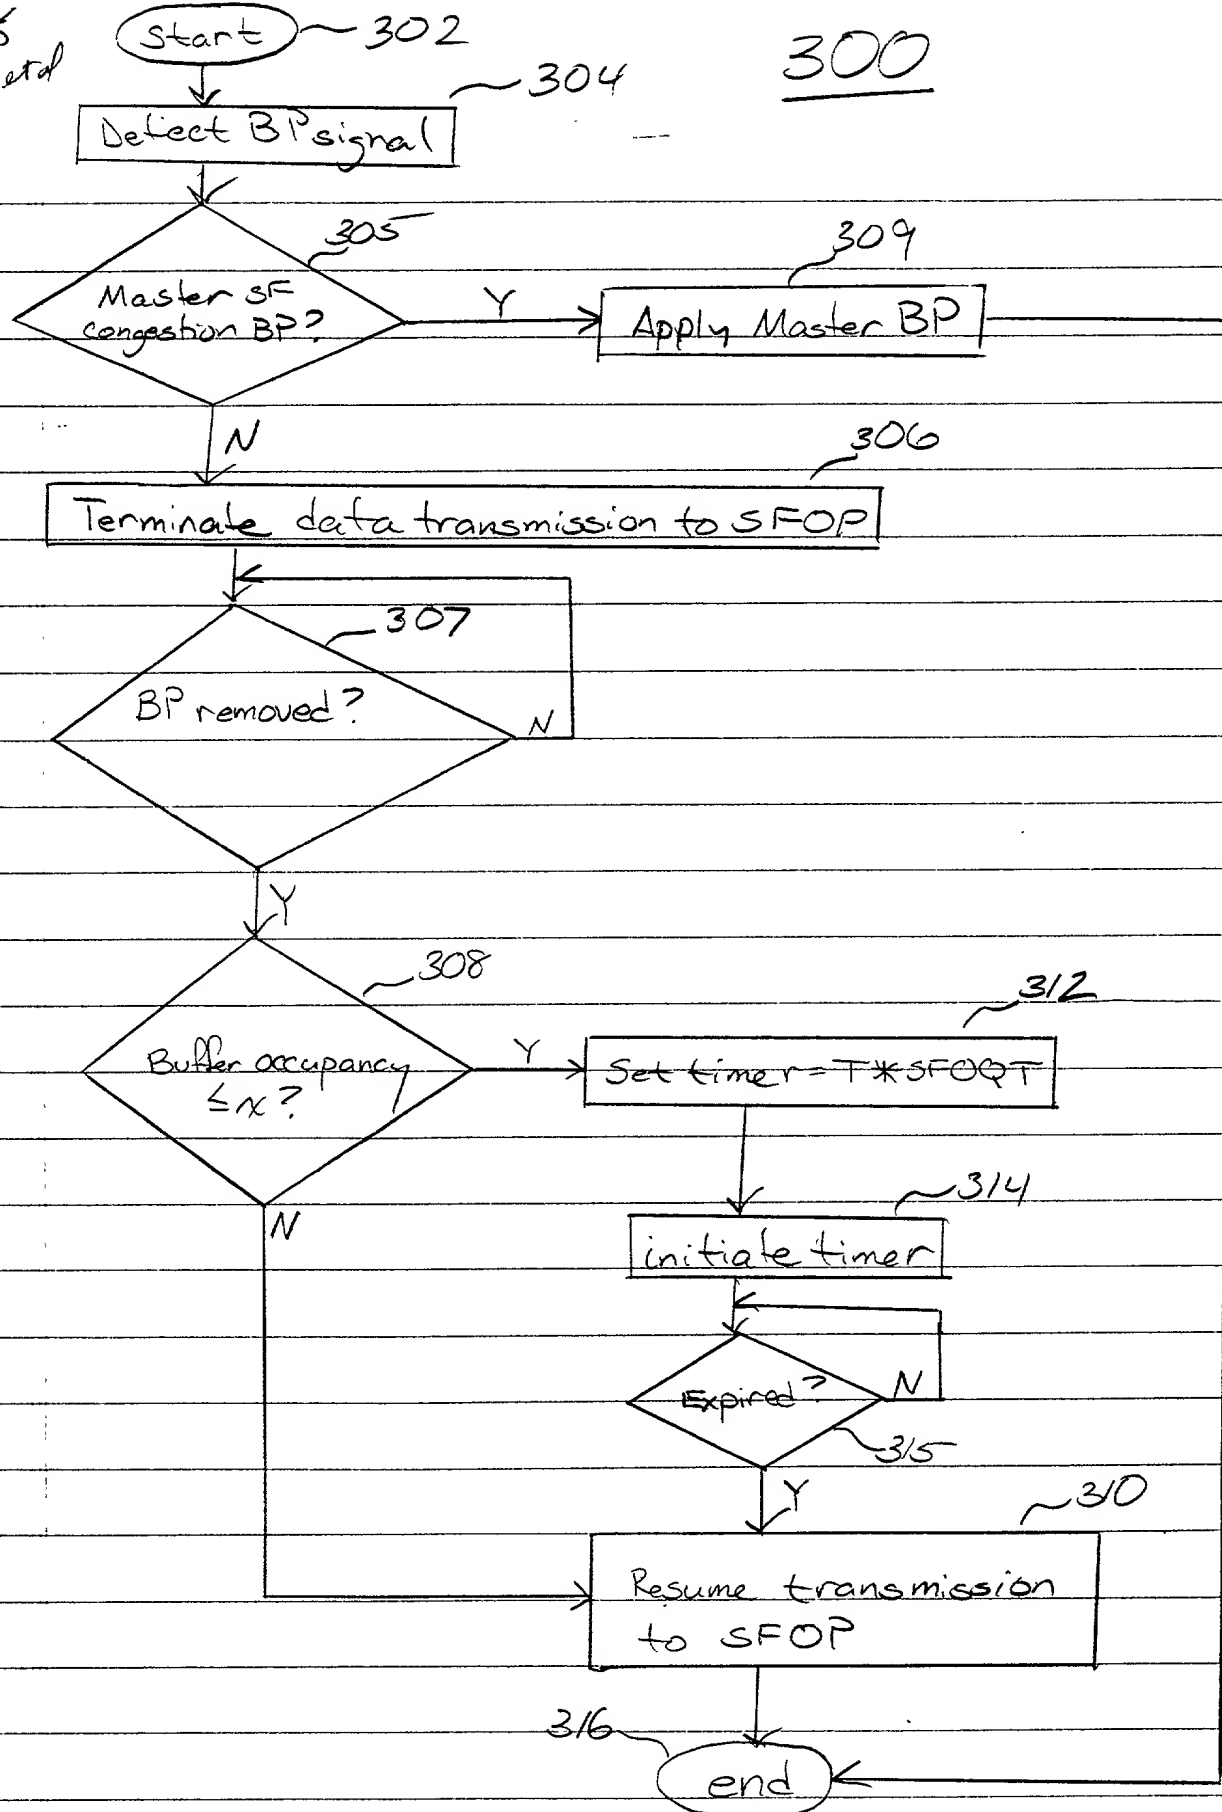 et al
Start 302
300
304
Detect BP signal
305
Master SF
congestion BP?
Y
309
Apply Master BP
N
306
Terminate data transmission to SFOP
307
BP removed?
N
Y
308
Buffer occupancy
≤ x?
Y
312
Set timer = T*SFOQT
N
314
initiate timer
Expired?
N
315
Y
310
Resume transmission
to SFOP
316
end